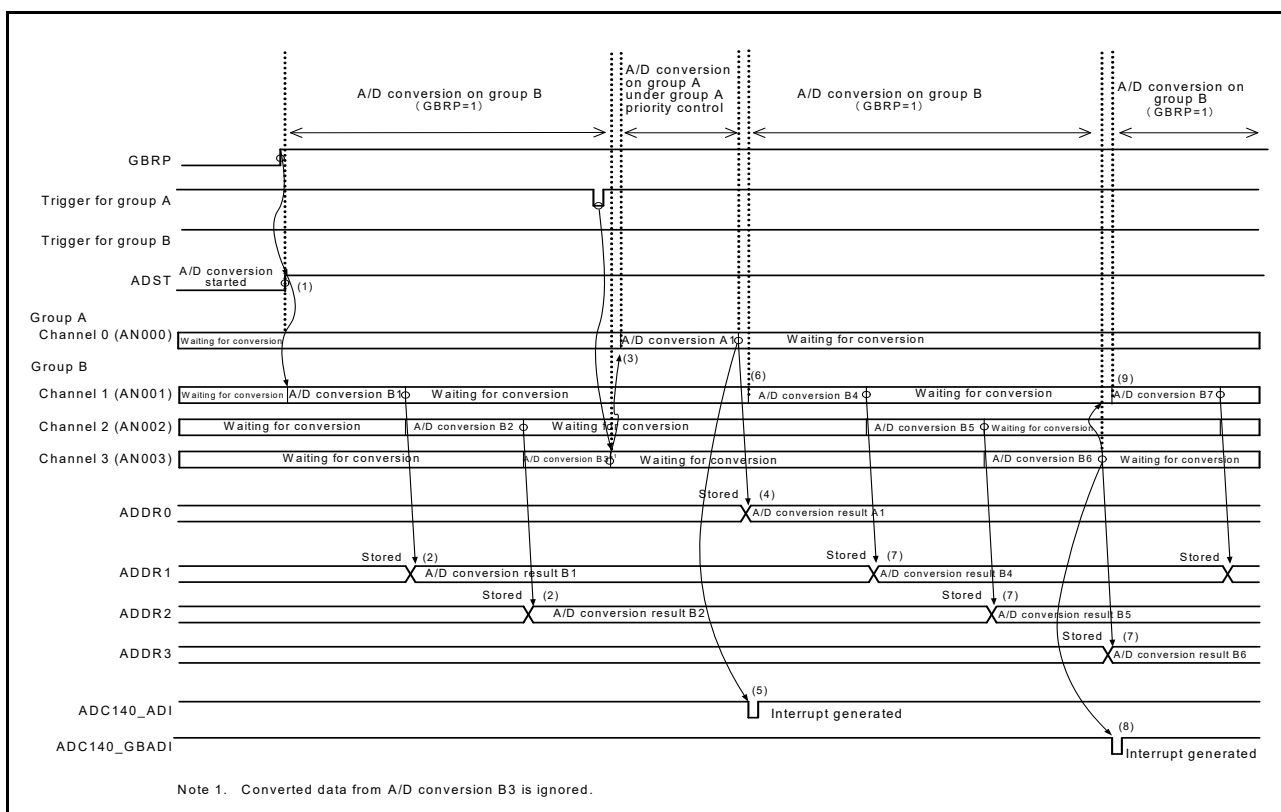 A/D conversion on group B
(GBRP=1)
A/D conversion
on group A
under group A
priority control
A/D conversion on group B
(GBRP=1)
A/D conversion on
group B
(GBRP=1)
GBRP
Trigger for group A
Trigger for group B
A/D conversion
started
ADST
(1)
Group A
Channel 0 (AN000)
Waiting for conversion
A/D conversion A1
Waiting for conversion
(3)
Group B
(6)
(9)
Channel 1 (AN001)
Waiting for conversion
A/D conversion B1
Waiting for conversion
A/D conversion B4
Waiting for conversion
A/D conversion B7
Channel 2 (AN002)
Waiting for conversion
A/D conversion B2
Waiting for conversion
A/D conversion B5
Waiting for conversion
Channel 3 (AN003)
Waiting for conversion
A/D conversion B3*1
Waiting for conversion
A/D conversion B6
Waiting for conversion
Stored (4)
ADDR0
A/D conversion result A1
Stored (2)
Stored (7)
Stored
ADDR1
A/D conversion result B1
A/D conversion result B4
Stored (2)
Stored (7)
ADDR2
A/D conversion result B2
A/D conversion result B5
Stored (7)
ADDR3
A/D conversion result B6
(5)
ADC140_ADI
Interrupt generated
(8)
ADC140_GBADI
Interrupt generated
Note 1. Converted data from A/D conversion B3 is ignored.